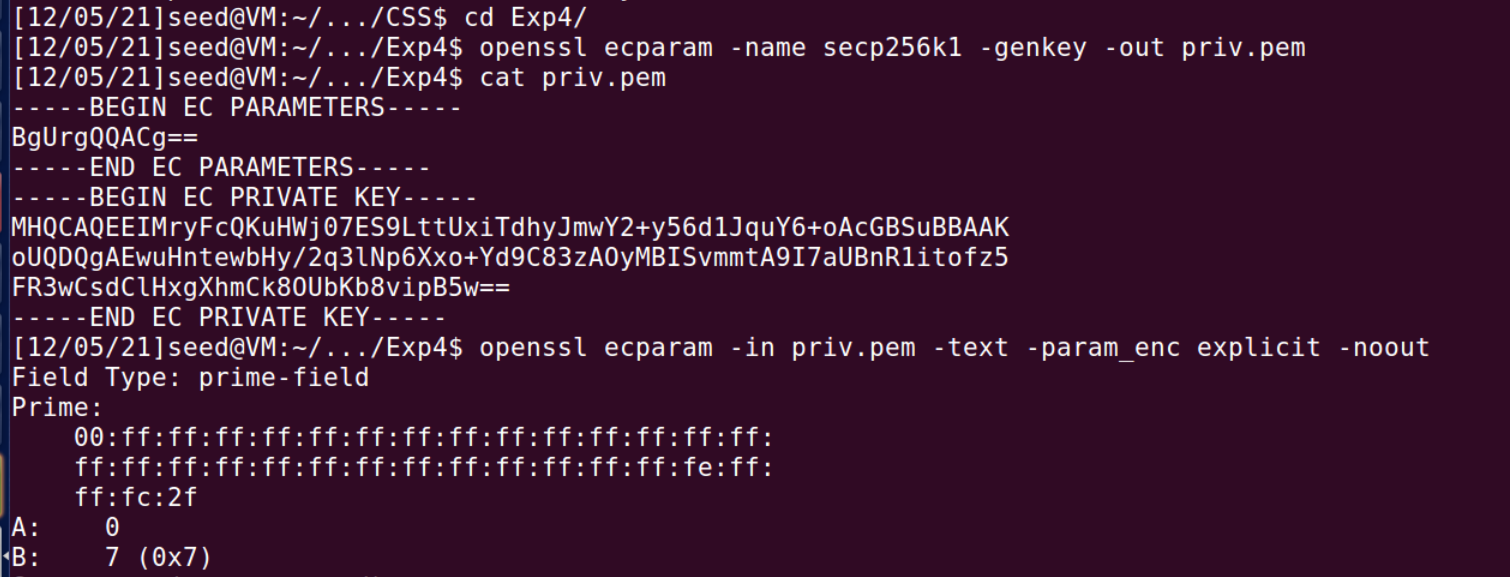 [12/05/21]seed@VM:~/.../CSS$ cd Exp4/
[12/05/21]seed@VM:~/.../Exp4$ openssl ecparam -name secp256k1 -genkey -out priv.pem
[12/05/21]seed@VM:~/.../Exp4$ cat priv.pem
-----BEGIN EC PARAMETERS-----
BgUrgQQACg==
-----END EC PARAMETERS-----
-----BEGIN EC PRIVATE KEY-----
MHQCAQEEIMryFcQKuHWj07ES9LttUxiTdhyJmwY2+y56d1JquY6+oAcGBSuBBAAK
oUQDQgAEwuHntewbHy/2q3lNp6Xxo+Yd9C83zAOyMBISvmmtA9I7aUBnR1itofz5
FR3wCsdClHxgXhmCk8OUbKb8vipB5w==
-----END EC PRIVATE KEY-----
[12/05/21]seed@VM:~/.../Exp4$ openssl ecparam -in priv.pem -text -param_enc explicit -noout
Field Type: prime-field
Prime:
    00:ff:ff:ff:ff:ff:ff:ff:ff:ff:ff:ff:ff:ff:ff:
    ff:ff:ff:ff:ff:ff:ff:ff:ff:ff:ff:ff:ff:fe:ff:
    ff:fc:2f
A:    0
B:    7 (0x7)